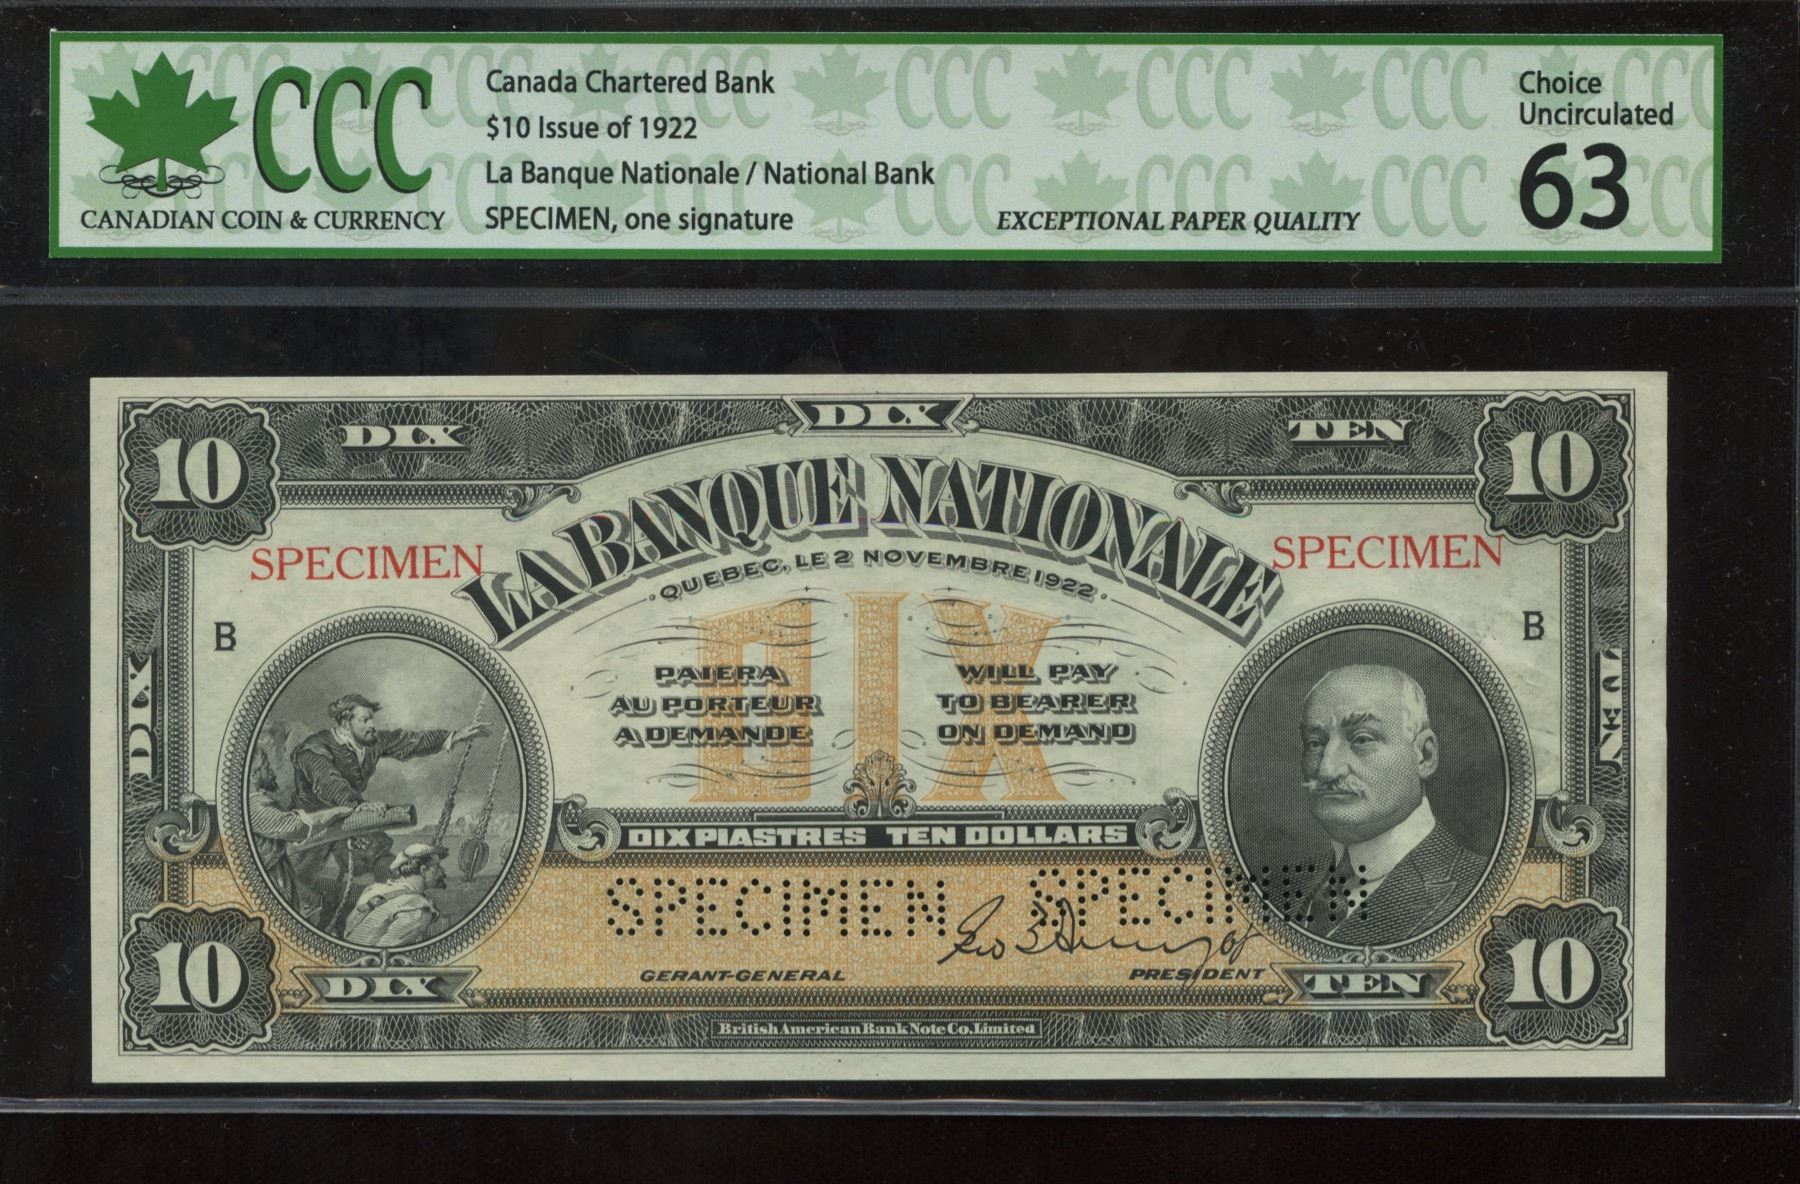 CCC
CANADIAN COIN & CURRENCY
Canada Chartered Bank
$10 Issue of 1922
La Banque Nationale / National Bank
SPECIMEN, one signature
EXCEPTIONAL PAPER QUALITY
Choice
Uncirculated
63
10 DIX DIX TEN 10
LA BANQUE NATIONALE
SPECIMEN SPECIMEN
QUEBEC, LE 2 NOVEMBRE 1922.
B B
DIX
DIX
TEN
PAIERA
AU PORTEUR
A DEMANDE
WILL PAY
TO BEARER
ON DEMAND
DIX PIASTRES TEN DOLLARS
SPECIMEN SPECIMEN
GERANT-GENERAL PRESIDENT
10 DIX TEN 10
British American Bank Note Co. Limited